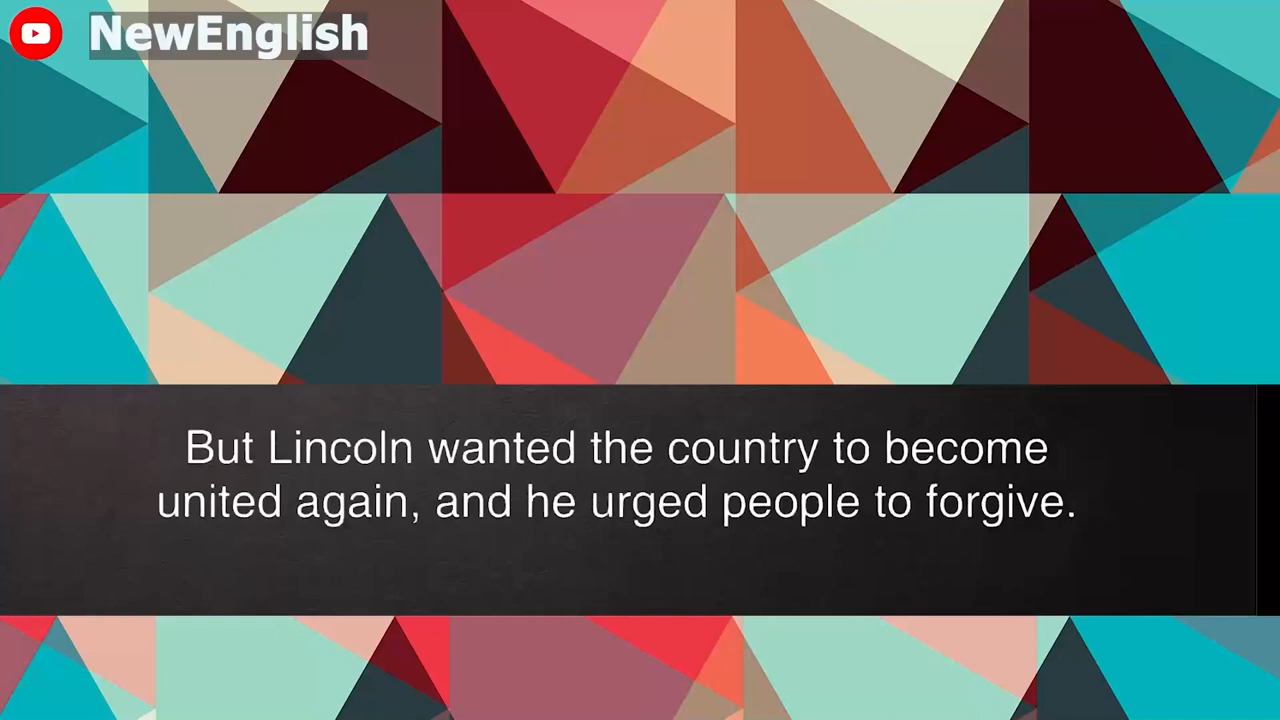 NewEnglish
But Lincoln wanted the country to become
united again, and he urged people to forgive.